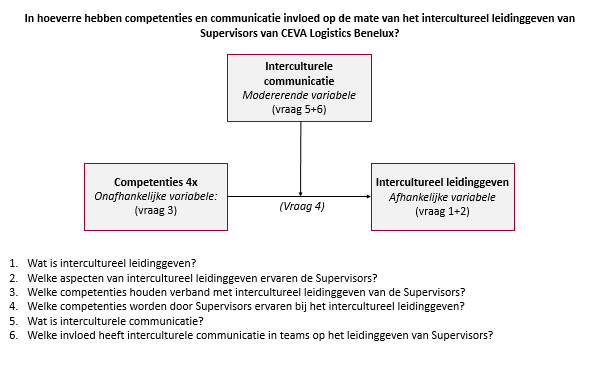 In hoeverre hebben competenties en communicatie invloed op de mate van het intercultureel leidinggeven van
Supervisors van CEVA Logistics Benelux?
Interculturele
communicatie
Modererende variabele
(vraag 5+6)
Competenties 4x
Onafhankelijke variabele:
(vraag 3)
(Vraag 4)
Intercultureel leidinggeven
Afhankelijke variabele
(vraag 1+2)
1. Wat is intercultureel leidinggeven?
2. Welke aspecten van intercultureel leidinggeven ervaren de Supervisors?
3. Welke competenties houden verband met intercultureel leidinggeven van de Supervisors?
4. Welke competenties worden door Supervisors ervaren bij het intercultureel leidinggeven?
5. Wat is interculturele communicatie?
6. Welke invloed heeft interculturele communicatie in teams op het leidinggeven van Supervisors?